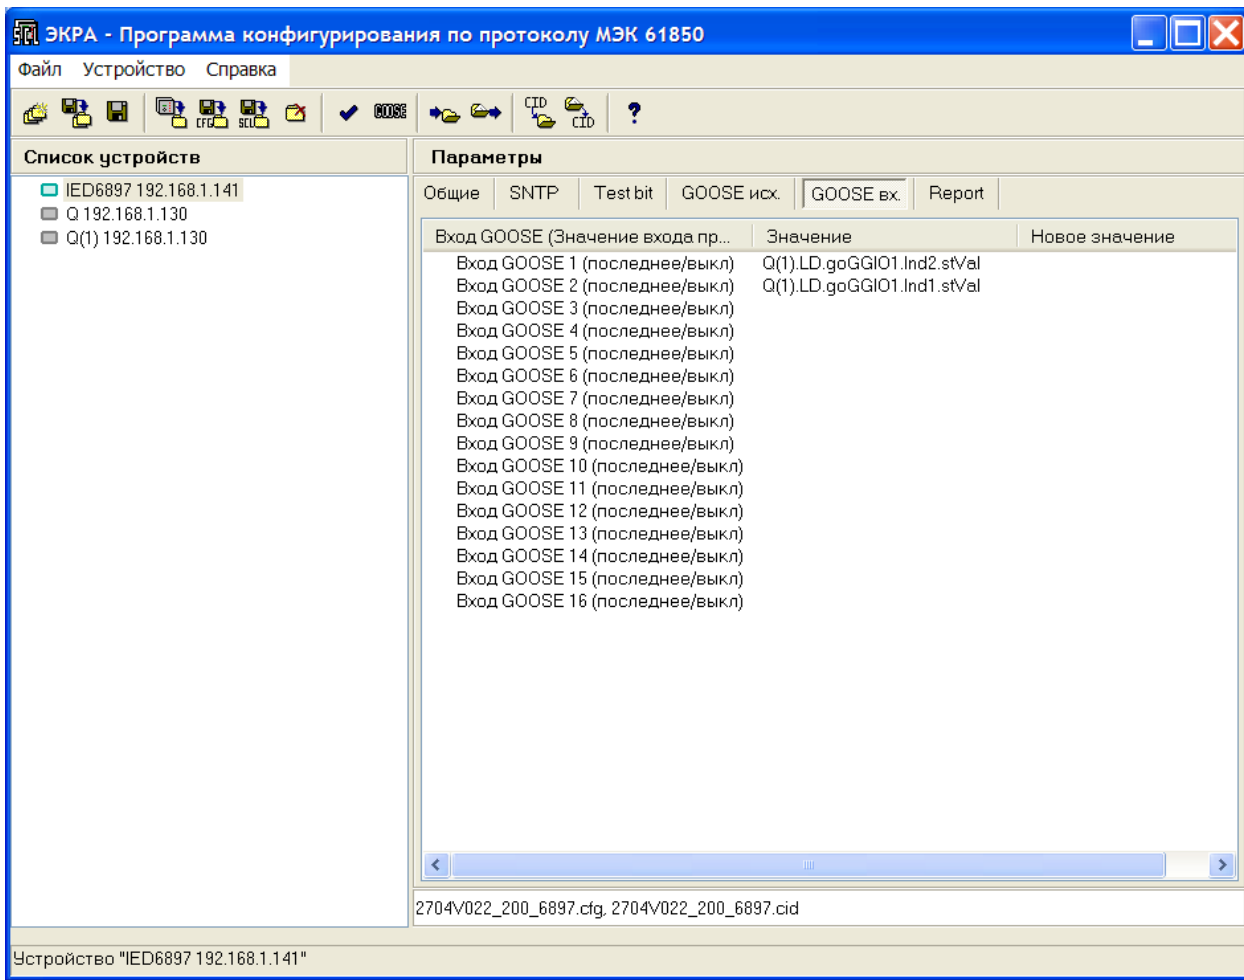 ЭКРА - Программа конфигурирования по протоколу МЭК 61850
Файл Устройство Справка
CFG SCL GOOSE CID CID ?
Список устройств
IED6897 192.168.1.141
Q 192.168.1.130
Q(1) 192.168.1.130
Параметры
Общие SNTP Test bit GOOSE исх. GOOSE вх. Report
Вход GOOSE (Значение входа пр... Значение Новое значение
Вход GOOSE 1 (последнее/выкл) Q(1).LD.goGGIO1.Ind2.stVal
Вход GOOSE 2 (последнее/выкл) Q(1).LD.goGGIO1.Ind1.stVal
Вход GOOSE 3 (последнее/выкл)
Вход GOOSE 4 (последнее/выкл)
Вход GOOSE 5 (последнее/выкл)
Вход GOOSE 6 (последнее/выкл)
Вход GOOSE 7 (последнее/выкл)
Вход GOOSE 8 (последнее/выкл)
Вход GOOSE 9 (последнее/выкл)
Вход GOOSE 10 (последнее/выкл)
Вход GOOSE 11 (последнее/выкл)
Вход GOOSE 12 (последнее/выкл)
Вход GOOSE 13 (последнее/выкл)
Вход GOOSE 14 (последнее/выкл)
Вход GOOSE 15 (последнее/выкл)
Вход GOOSE 16 (последнее/выкл)
2704V022_200_6897.cfg, 2704V022_200_6897.cid
Устройство "IED6897 192.168.1.141"